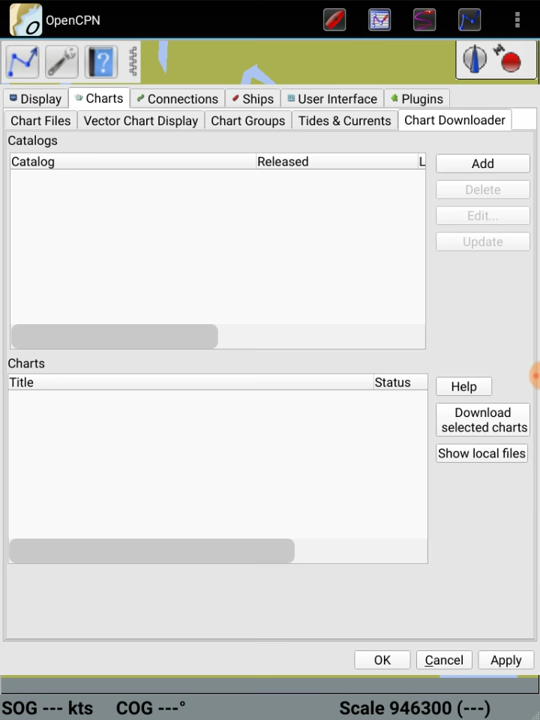 OpenCPN
Display Charts Connections Ships User Interface Plugins
Chart Files Vector Chart Display Chart Groups Tides & Currents Chart Downloader
Catalogs
Catalog Released L
Add
Delete
Edit...
Update
Charts
Title Status
Help
Download
selected charts
Show local files
OK Cancel Apply
SOG --- kts COG ---° Scale 946300 (---)